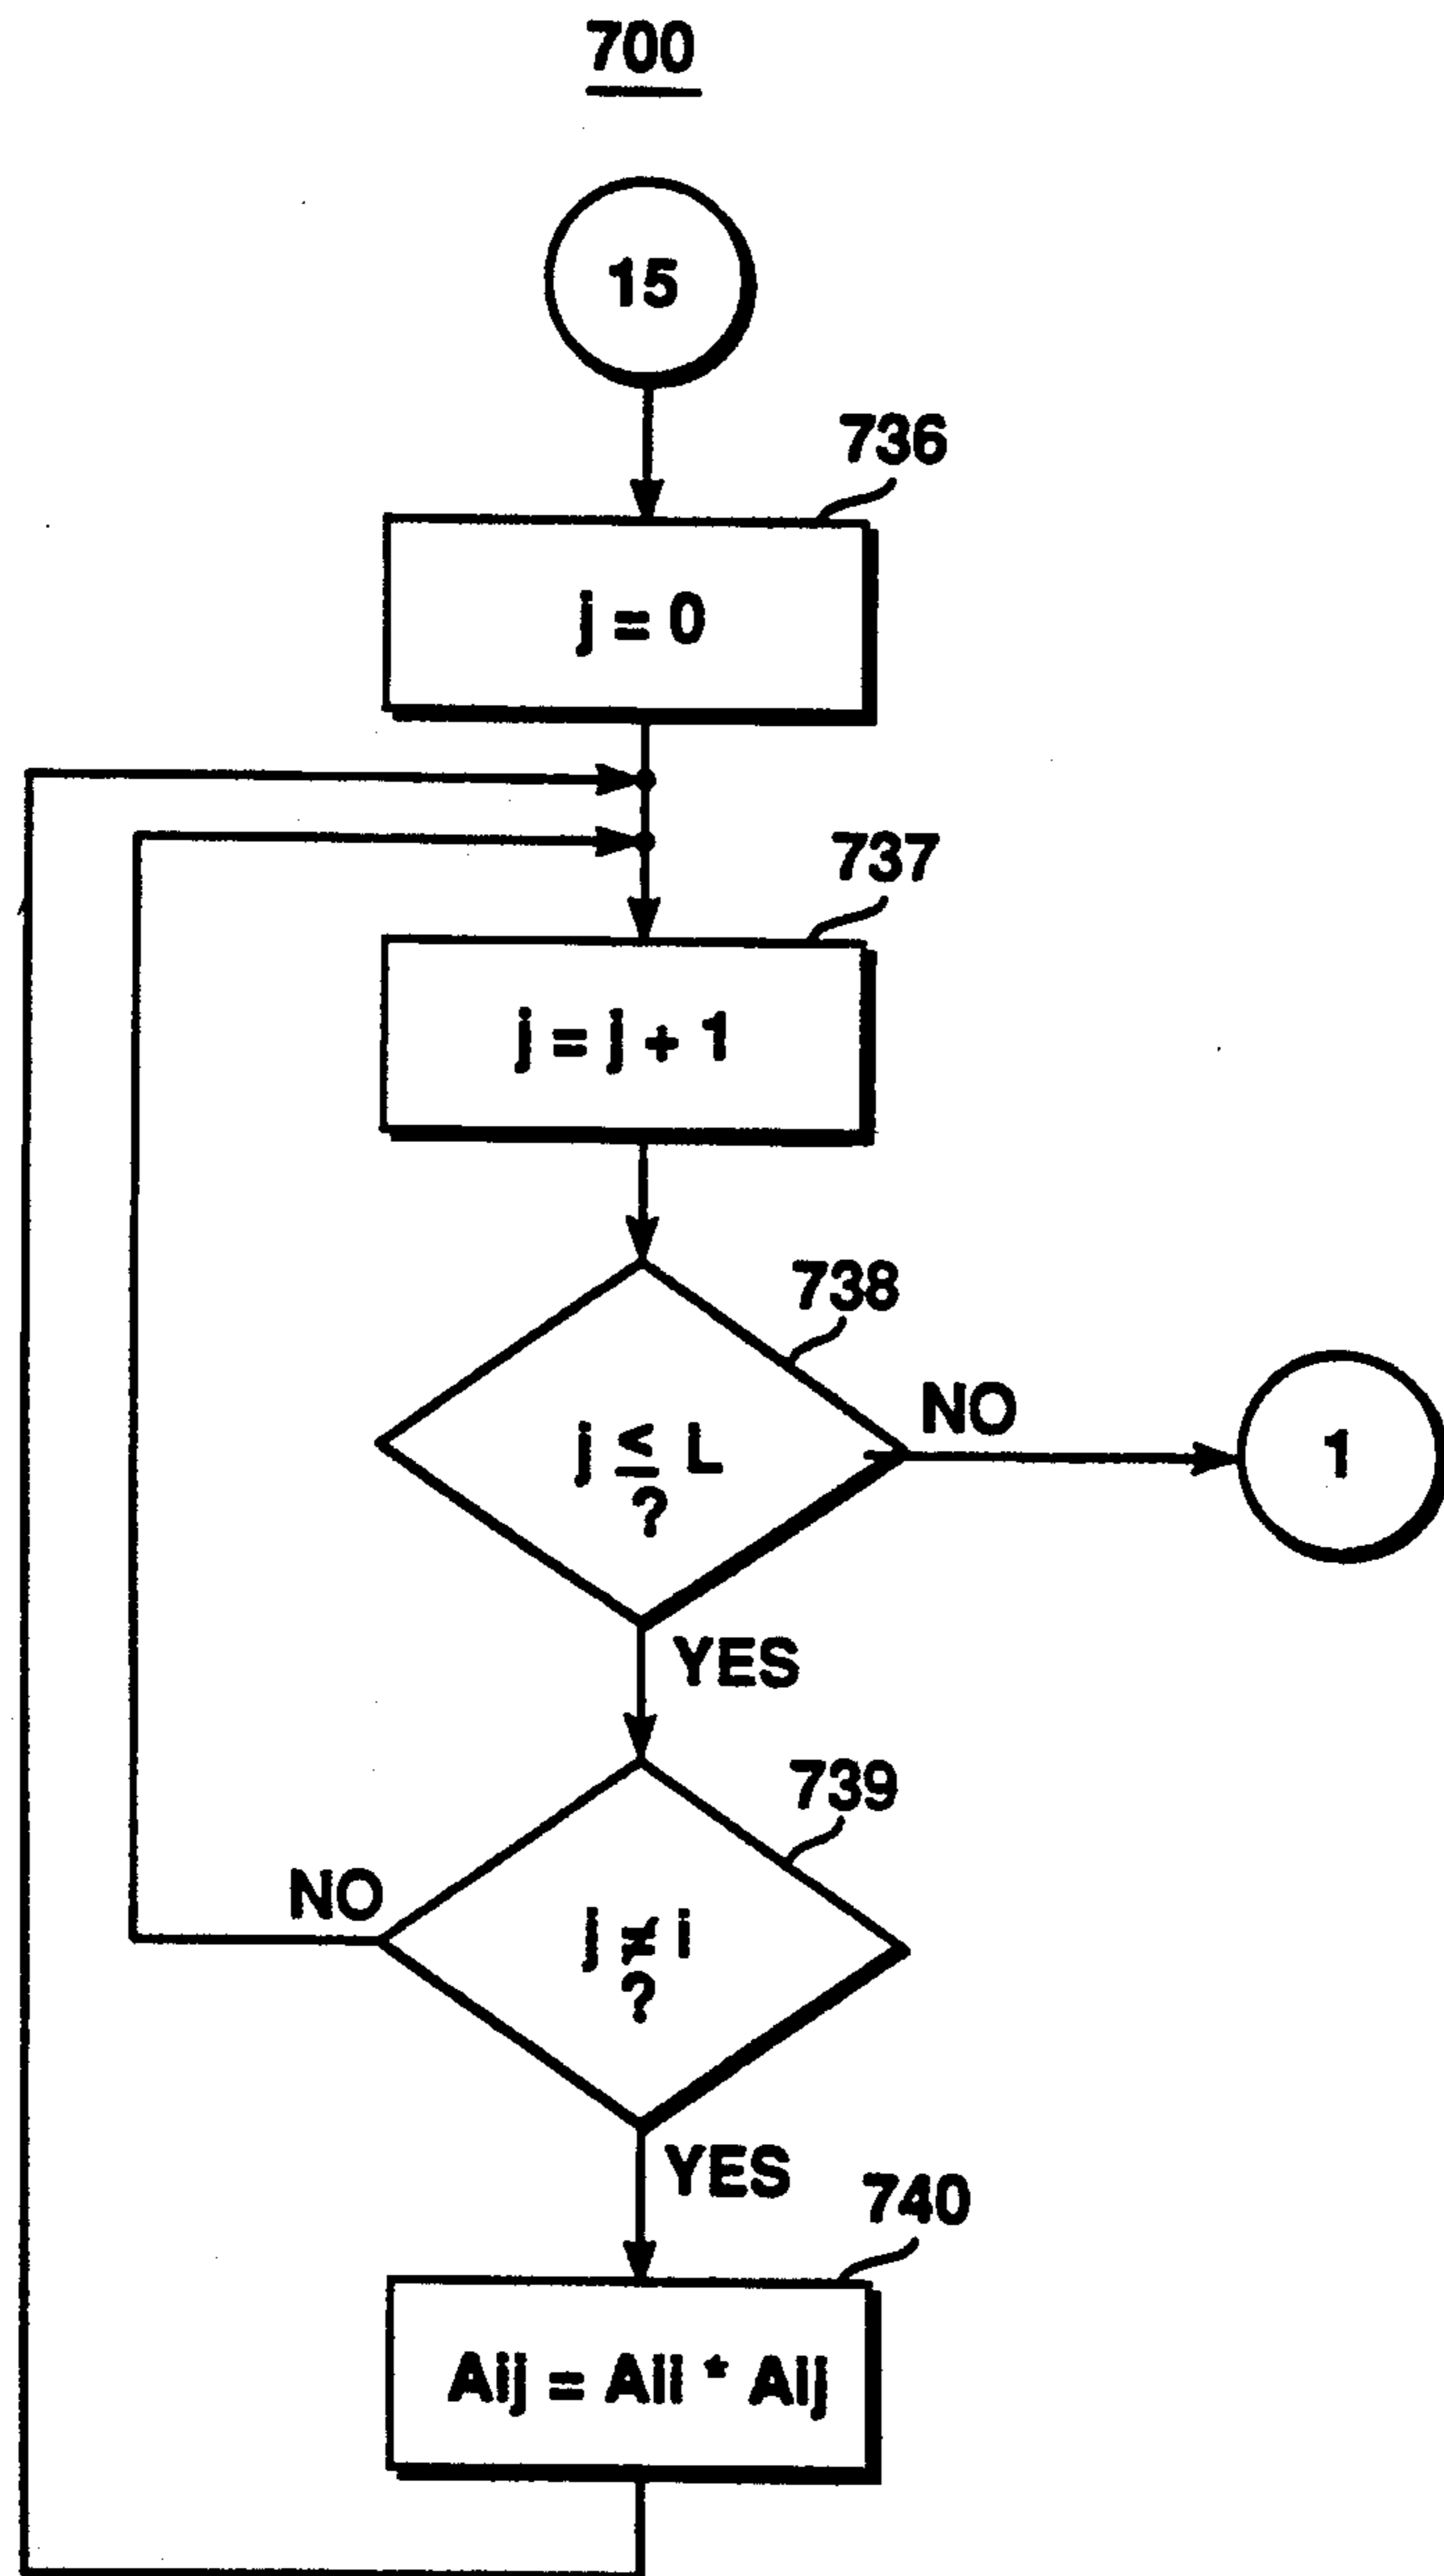 700
15
736
j = 0
737
j = j + 1
738
j ≤ L
?
NO
1
YES
739
NO
j ≠ i
?
YES
740
Aij = Aii * Aij